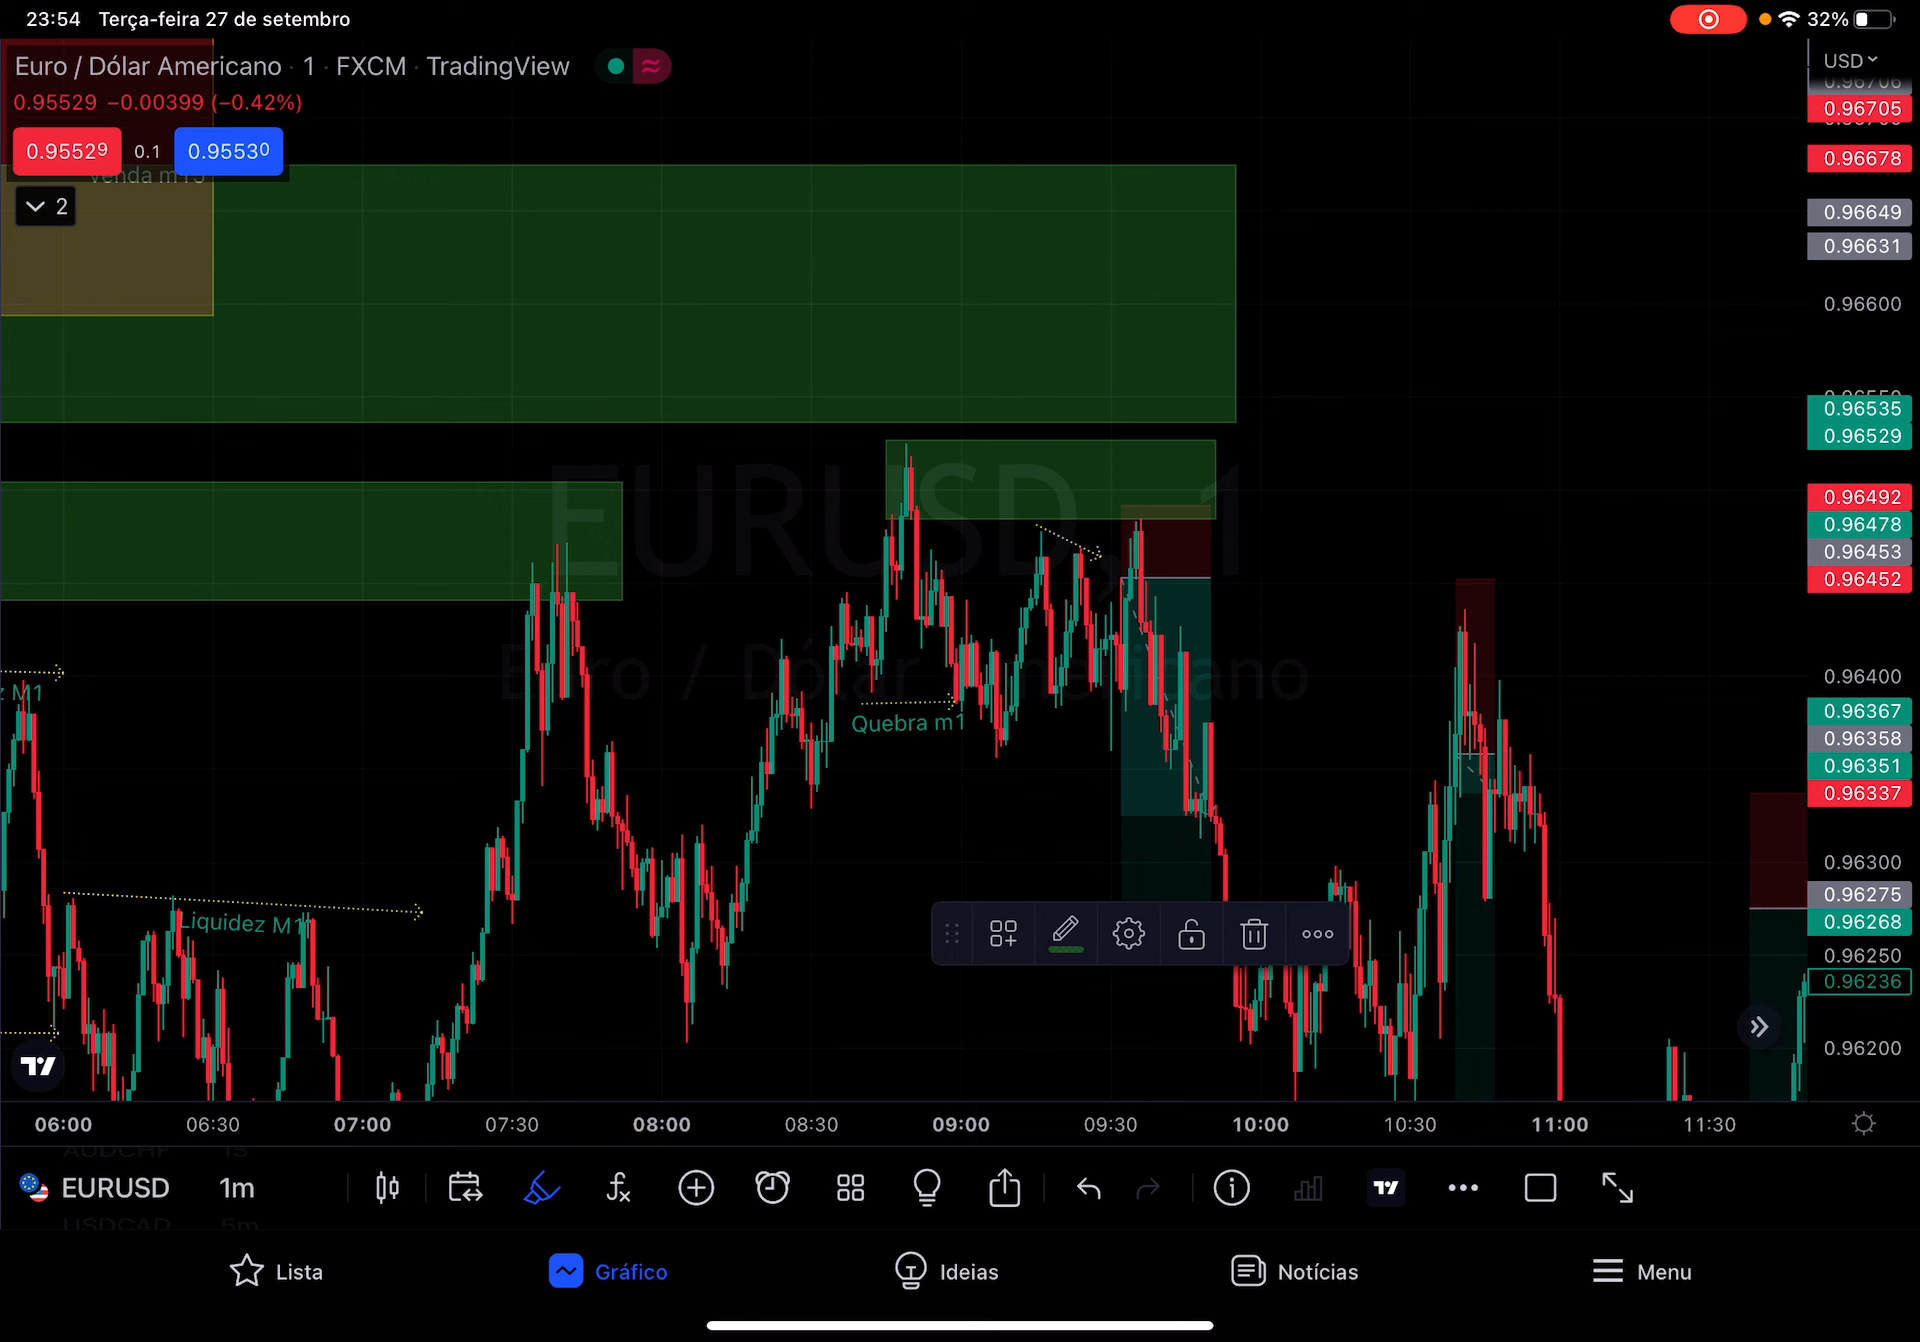 23:54 Terça-feira 27 de setembro
32%
Euro / Dólar Americano · 1 · FXCM · TradingView
USD
0.95529 −0.00399 (−0.42%)
0.96706
0.96705
0.95529 0.1 0.95530
0.96678
Venda m15
2
0.96649
0.96631
0.96600
0.96550
0.96535
0.96529
EURUSD, 1
0.96492
0.96478
0.96453
0.96452
Euro / Dólar Americano
0.96400
M1
Quebra m1
0.96367
0.96358
0.96351
0.96337
0.96300
Liquidez M1
0.96275
0.96268
0.96250
0.96236
0.96200
06:00 06:30 07:00 07:30 08:00 08:30 09:00 09:30 10:00 10:30 11:00 11:30
AUDCHF 1S
EURUSD 1m
USDCAD 5m
Lista Gráfico Ideias Notícias Menu